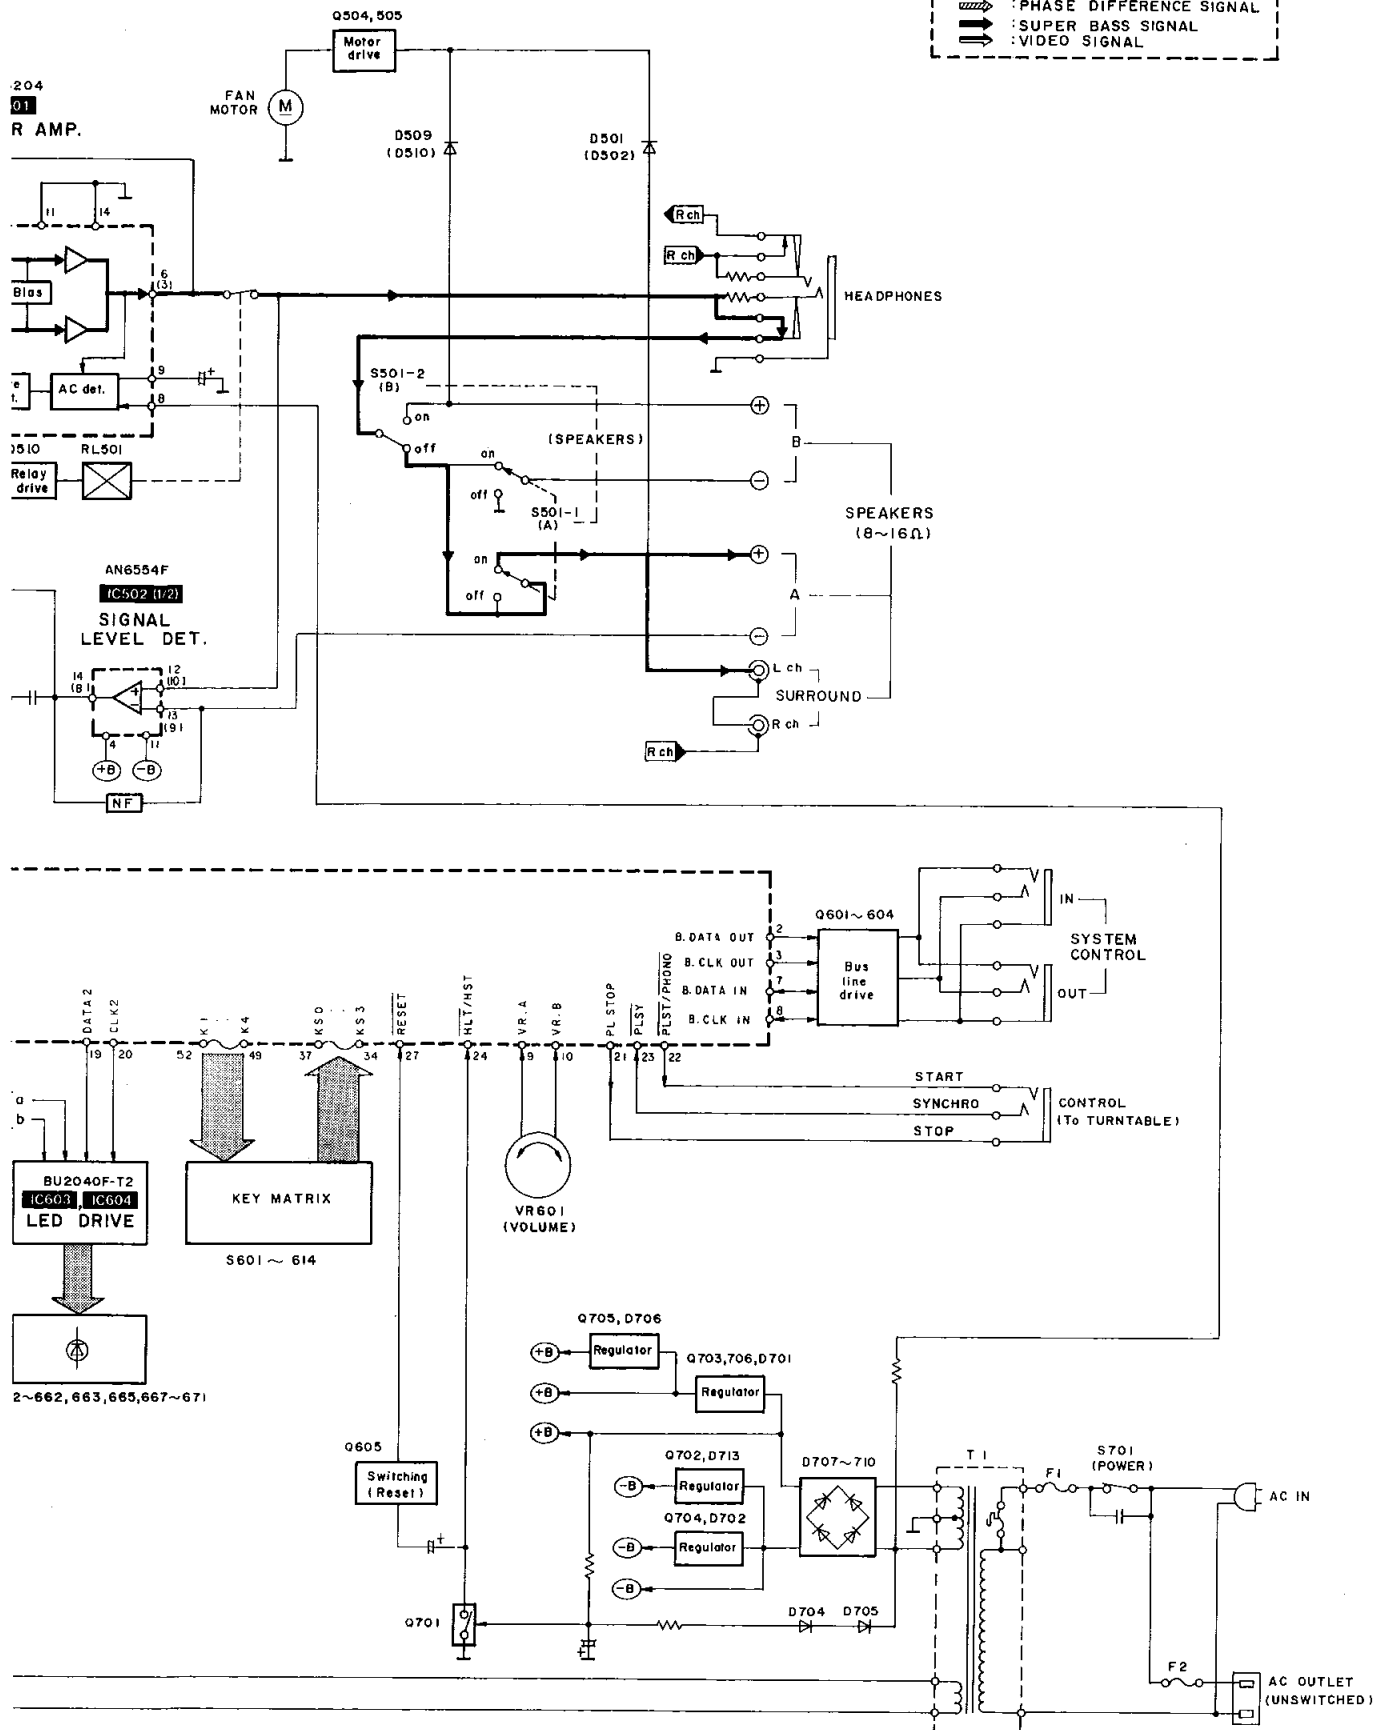 :PHASE DIFFERENCE SIGNAL
:SUPER BASS SIGNAL
:VIDEO SIGNAL
Q504,505
Motor
drive
FAN
MOTOR
M
204
01
R AMP.
D509
(D510)
D501
(D502)
11
14
R ch
R ch
6
(3)
Bias
HEADPHONES
S501-2
(B)
9
+
AC det.
8
on
off
(SPEAKERS)
+
B
-
on
off
S501-1
(A)
510
RL501
Relay
drive
SPEAKERS
(8~16Ω)
on
off
+
A
-
AN6554F
IC502 (1/2)
SIGNAL
LEVEL DET.
14
(8)
12
(10)
+
-
13
(9)
4
11
+B
-B
NF
L ch
SURROUND
R ch
R ch
Q601~604
Bus
line
drive
IN
SYSTEM
CONTROL
OUT
B.DATA OUT
2
B.CLK OUT
3
B.DATA IN
7
B.CLK IN
8
DATA2
CLK2
K1
K4
KS0
KS3
RESET
HLT/HST
VR.A
VR.B
PL STOP
PLSY
PLST/PHONO
19
20
52
49
37
34
27
24
9
10
21
23
22
START
SYNCHRO
STOP
CONTROL
(To TURNTABLE)
a
b
BU2040F-T2
IC603, IC604
LED DRIVE
KEY MATRIX
S601~614
VR601
(VOLUME)
2~662,663,665,667~671
Q705,D706
+B
Regulator
Q703,706,D701
+B
Regulator
+B
Q605
Switching
(Reset)
+
Q702,D713
-B
Regulator
Q704,D702
-B
Regulator
-B
D707~710
T1
F1
S701
(POWER)
AC IN
Q701
D704
D705
+
F2
AC OUTLET
(UNSWITCHED)